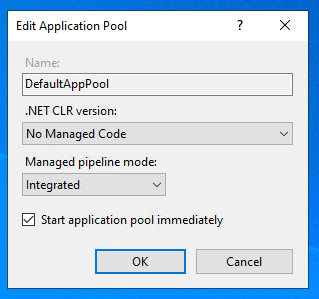 Edit Application Pool
?
Name:
DefaultAppPool
.NET CLR version:
No Managed Code
Managed pipeline mode:
Integrated
Start application pool immediately
OK
Cancel